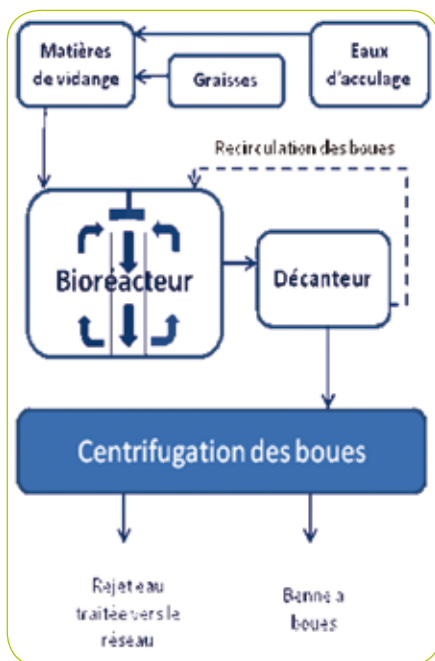 Matières
de vidange
Graisses
Eaux
d'acculage
Recirculation des boues
Bioréacteur
Décanteur
Centrifugation des boues
Rejet eau
traitée vers le
réseau
Benne a
boues